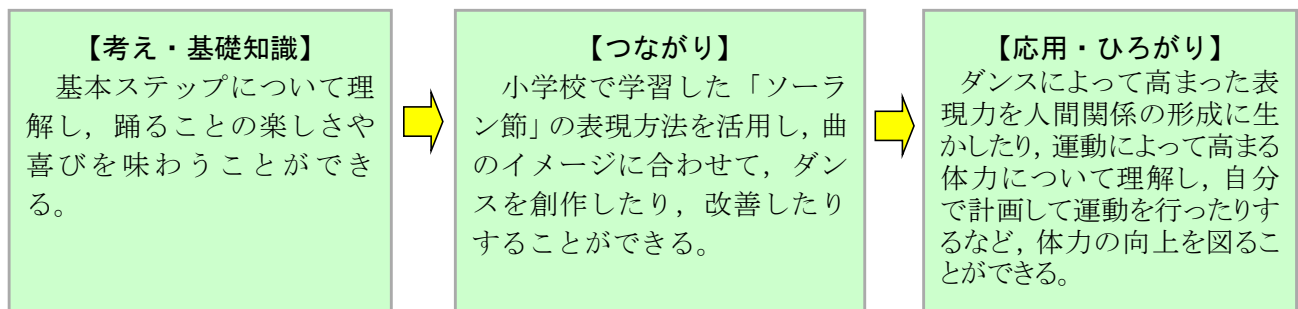 【考え・基礎知識】
基本ステップについて理
解し，踊ることの楽しさや
喜びを味わうことができ
る。
【つながり】
小学校で学習した「ソーラ
ン節」の表現方法を活用し，曲
のイメージに合わせて，ダン
スを創作したり，改善したり
することができる。
【応用・ひろがり】
ダンスによって高まった表
現力を人間関係の形成に生
かしたり，運動によって高まる
体力について理解し，自分
で計画して運動を行ったりす
るなど，体力の向上を図るこ
とができる。